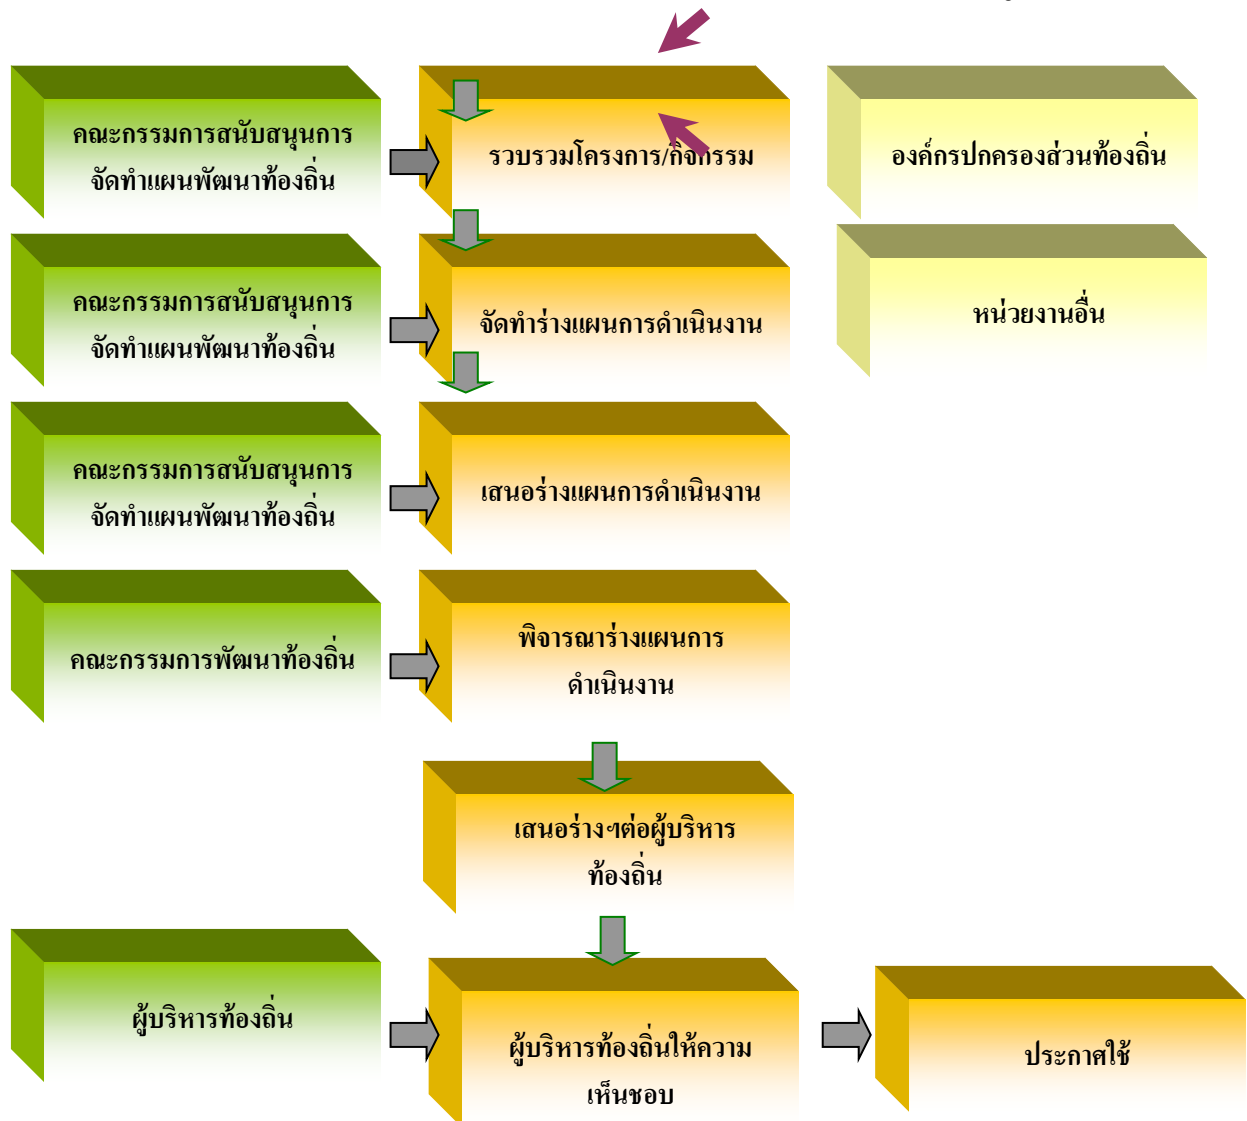 คณะกรรมการสนับสนุนการ
จัดทำแผนพัฒนาท้องถิ่น
รวบรวมโครงการ/กิจกรรม
องค์กรปกครองส่วนท้องถิ่น
คณะกรรมการสนับสนุนการ
จัดทำแผนพัฒนาท้องถิ่น
จัดทำร่างแผนการดำเนินงาน
หน่วยงานอื่น
คณะกรรมการสนับสนุนการ
จัดทำแผนพัฒนาท้องถิ่น
เสนอร่างแผนการดำเนินงาน
คณะกรรมการพัฒนาท้องถิ่น
พิจารณาร่างแผนการ
ดำเนินงาน
เสนอร่างฯต่อผู้บริหาร
ท้องถิ่น
ผู้บริหารท้องถิ่น
ผู้บริหารท้องถิ่นให้ความ
เห็นชอบ
ประกาศใช้